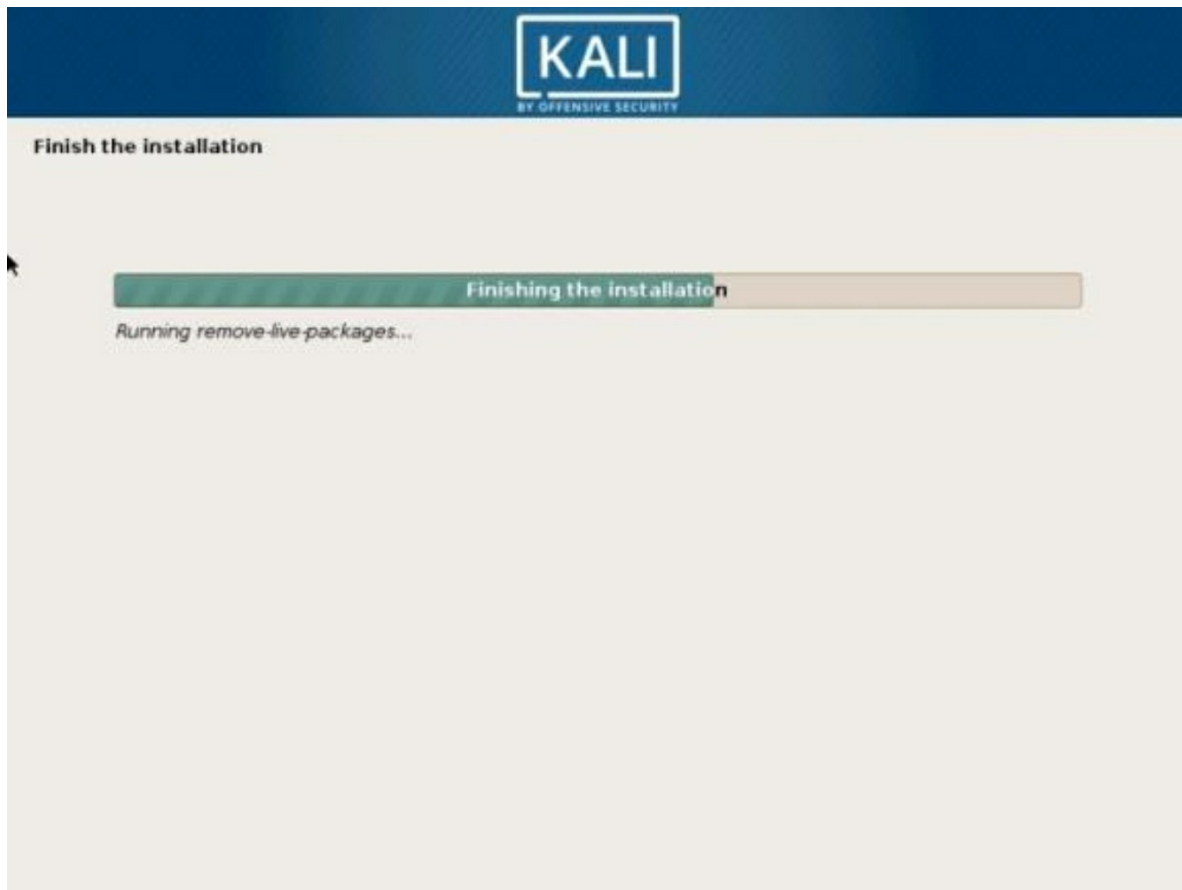 KALI
BY OFFENSIVE SECURITY
Finish the installation
Finishing the installation
Running remove-live-packages...